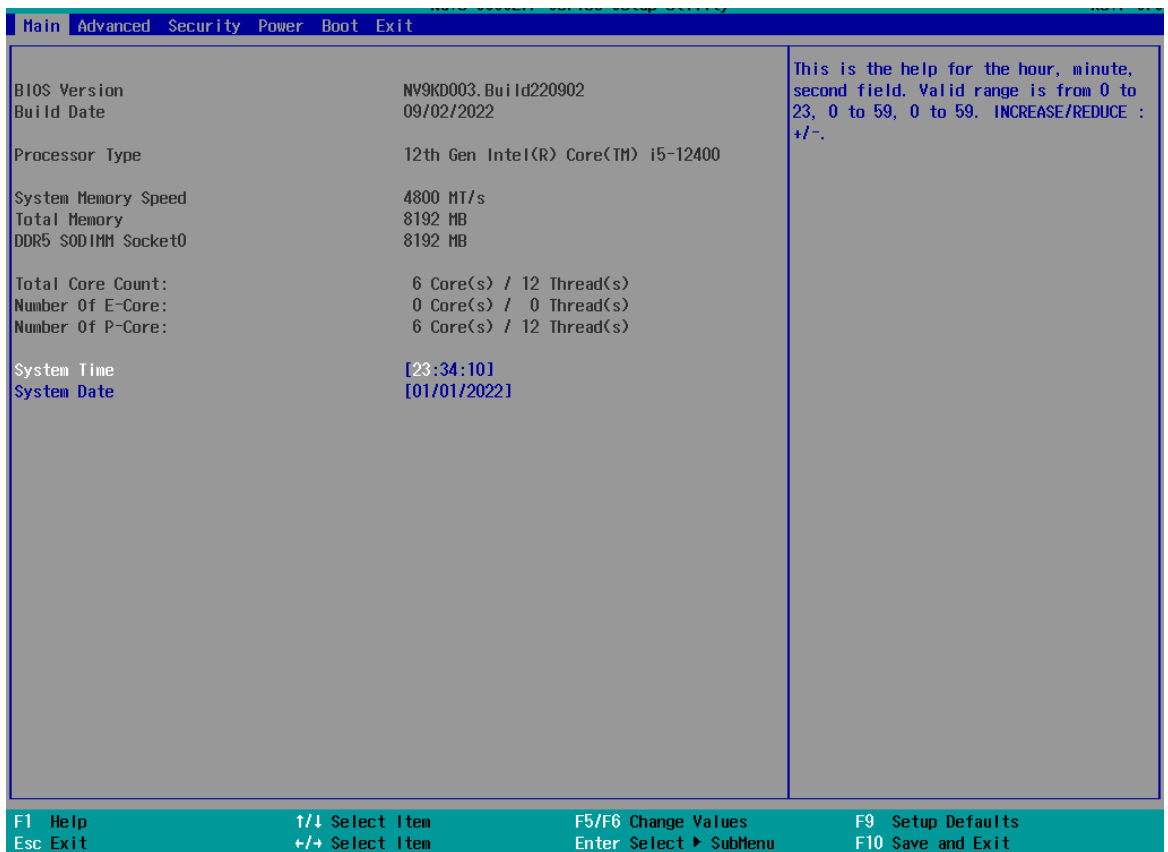 Main Advanced Security Power Boot Exit
BIOS Version NV9KD003.Build220902
Build Date 09/02/2022
Processor Type 12th Gen Intel(R) Core(TM) i5-12400
System Memory Speed 4800 MT/s
Total Memory 8192 MB
DDR5 SODIMM Socket0 8192 MB
Total Core Count: 6 Core(s) / 12 Thread(s)
Number Of E-Core: 0 Core(s) / 0 Thread(s)
Number Of P-Core: 6 Core(s) / 12 Thread(s)
System Time [23:34:10]
System Date [01/01/2022]
This is the help for the hour, minute,
second field. Valid range is from 0 to
23, 0 to 59, 0 to 59. INCREASE/REDUCE :
+/-.
F1 Help ↑/↓ Select Item F5/F6 Change Values F9 Setup Defaults
Esc Exit ←/→ Select Item Enter Select ▶ SubMenu F10 Save and Exit